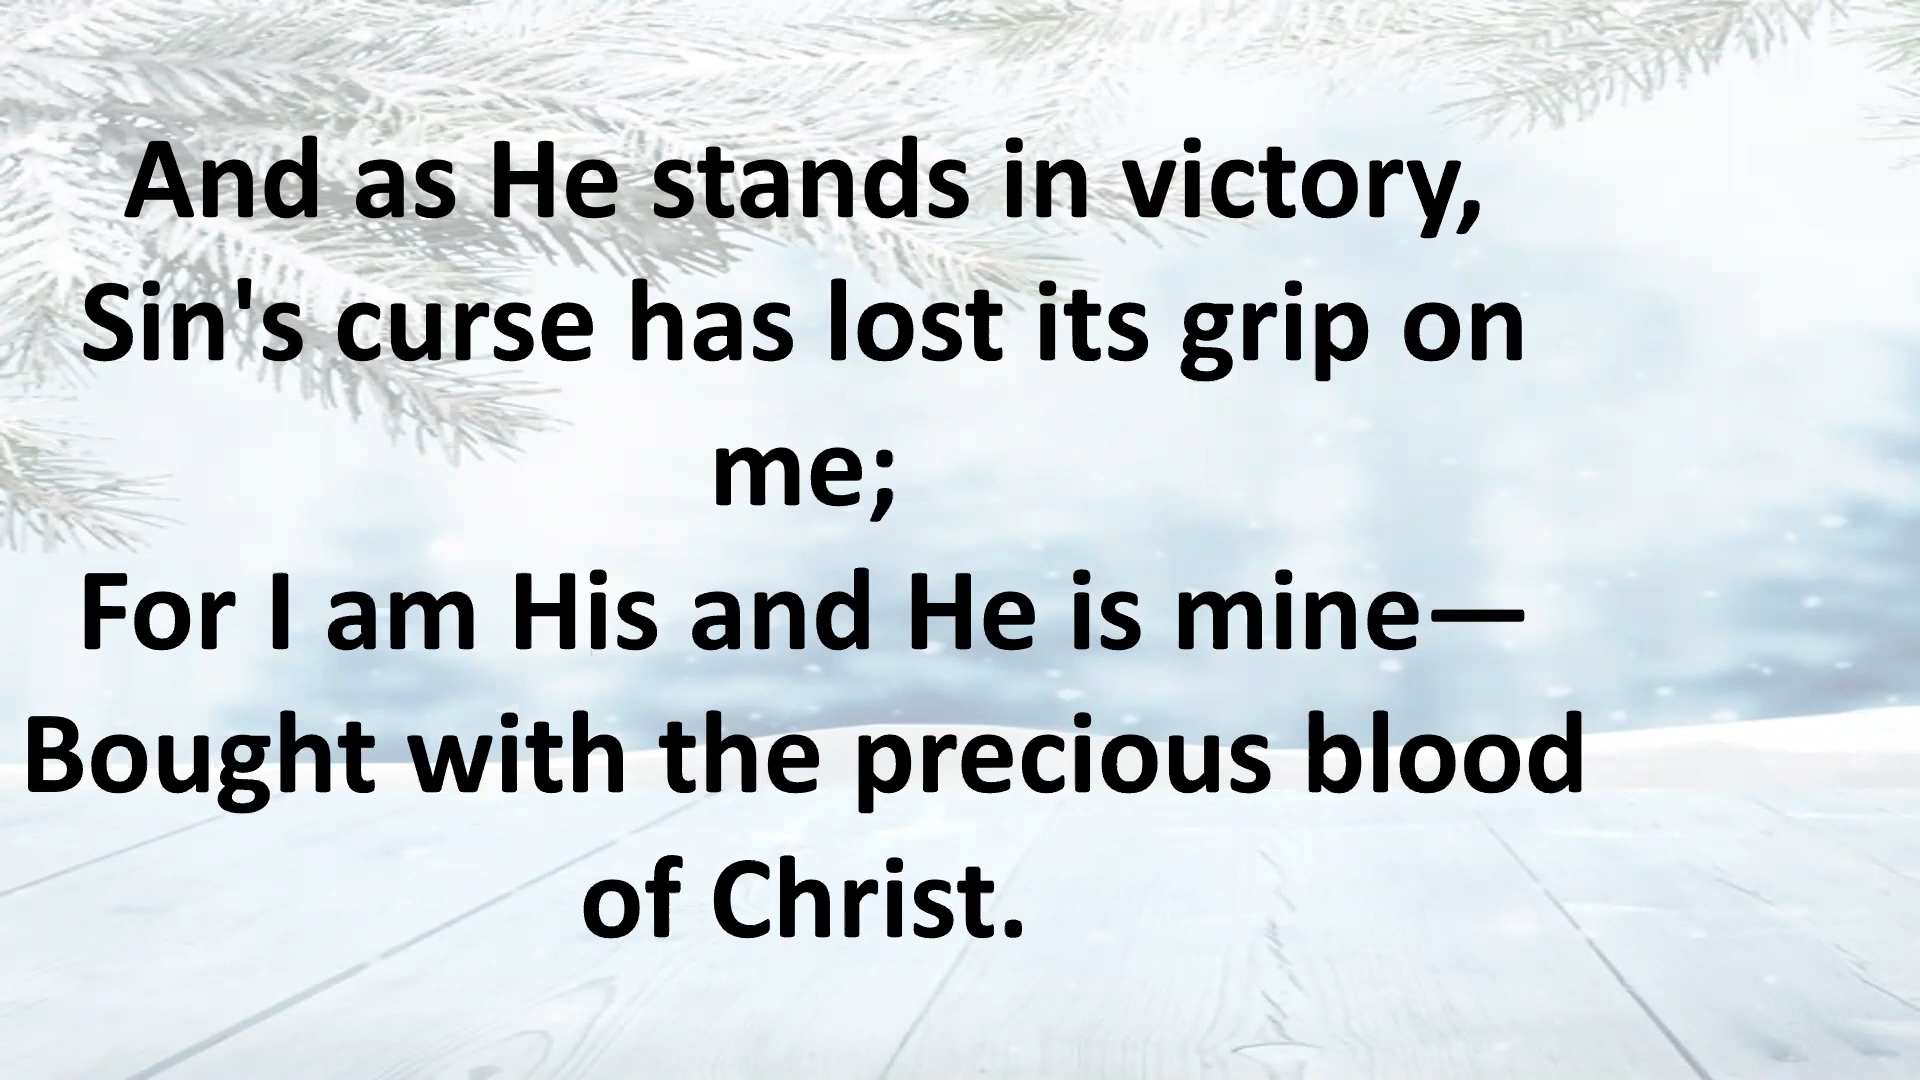 And as He stands in victory,
Sin's curse has lost its grip on
me;
For I am His and He is mine—
Bought with the precious blood
of Christ.